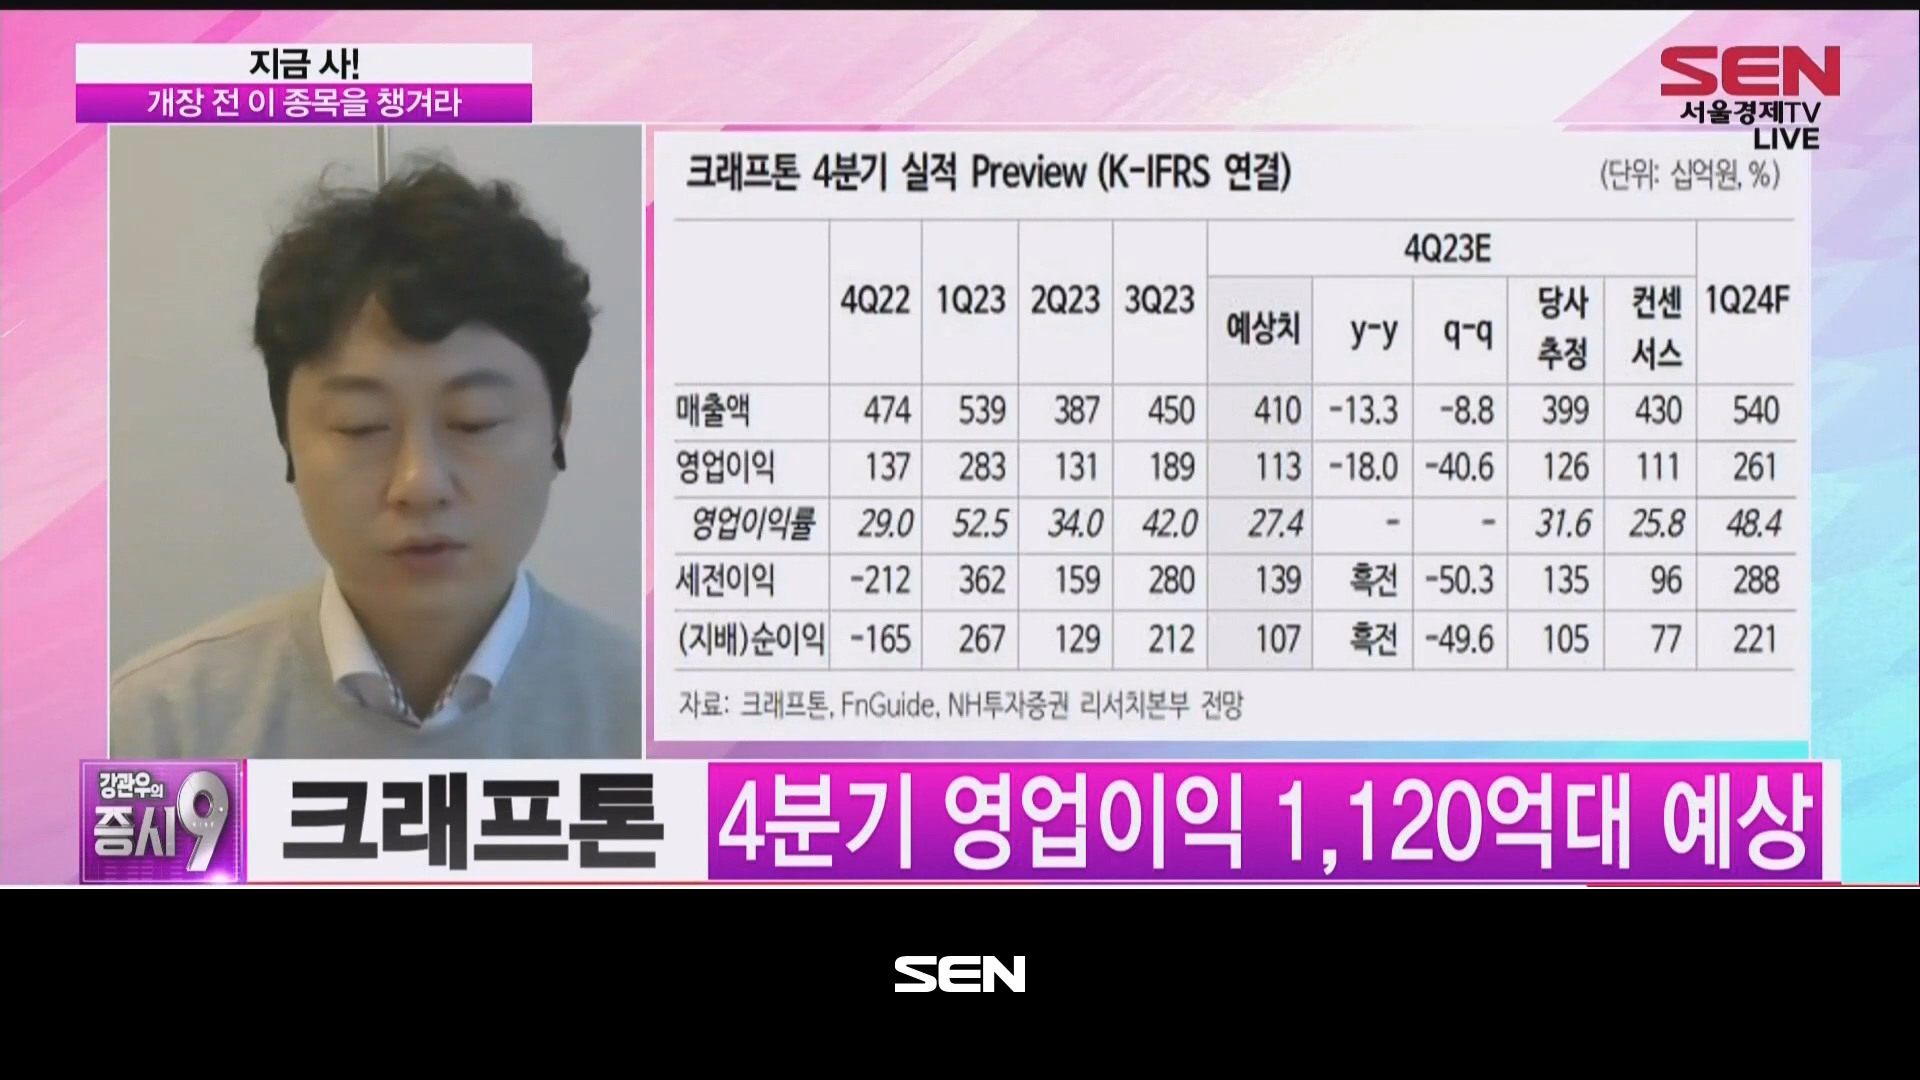 지금 사!
개장 전 이 종목을 챙겨라
SEN
서울경제TV
LIVE
크래프톤 4분기 실적 Preview (K-IFRS 연결)
(단위: 십억원, %)
4Q22 1Q23 2Q23 3Q23 4Q23E 1Q24F
예상치 y-y q-q 당사 추정 컨센서스
매출액 474 539 387 450 410 -13.3 -8.8 399 430 540
영업이익 137 283 131 189 113 -18.0 -40.6 126 111 261
영업이익률 29.0 52.5 34.0 42.0 27.4 - - 31.6 25.8 48.4
세전이익 -212 362 159 280 139 흑전 -50.3 135 96 288
(지배)순이익 -165 267 129 212 107 흑전 -49.6 105 77 221
자료: 크래프톤, FnGuide, NH투자증권 리서치본부 전망
강관우의
증시9
크래프톤 4분기 영업이익 1,120억대 예상
SEN